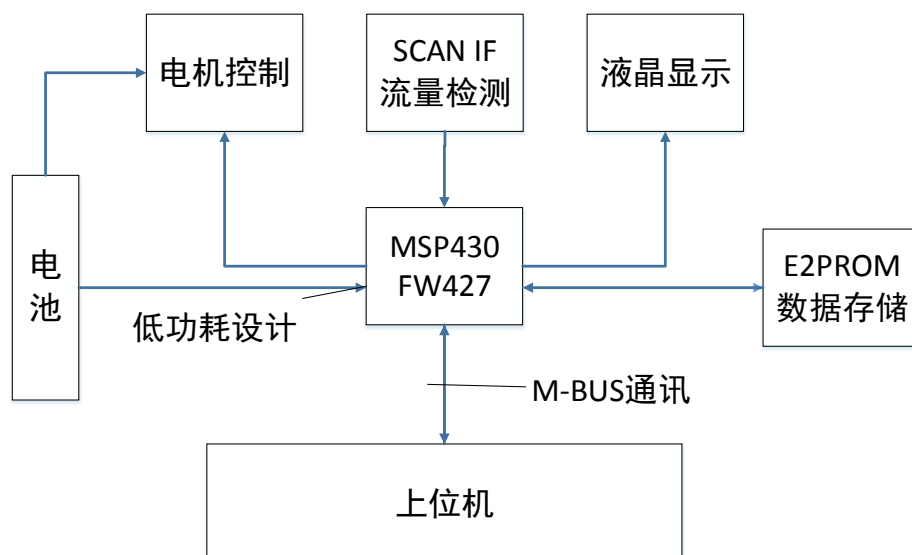 电机控制
SCAN IF
流量检测
液晶显示
电
池
MSP430
FW427
E2PROM
数据存储
低功耗设计
M-BUS通讯
上位机